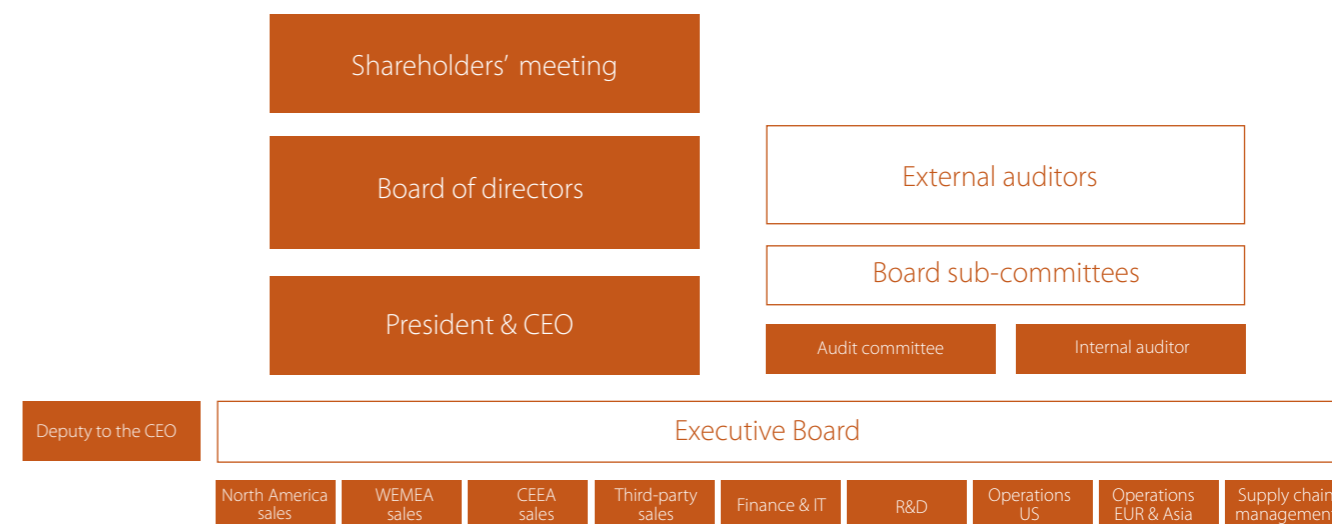 Shareholders’ meeting
External auditors
Board of directors
Board sub-committees
President & CEO
Audit committee
Internal auditor
Deputy to the CEO
Executive Board
North America
sales
WEMEA
sales
CEEA
sales
Third-party
sales
Finance & IT
R&D
Operations
US
Operations
EUR & Asia
Supply chain
management